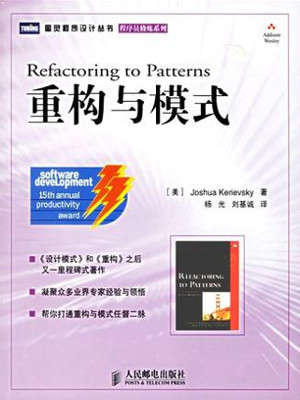 TURING
图灵程序设计丛书
程序员修炼系列
Addison
Wesley
Refactoring to Patterns
重构与模式
software
development
15th annual
productivity
award
[美] Joshua Kerievsky 著
杨光 刘基诚 译
《设计模式》和《重构》之后
又一里程碑式著作
凝聚众多业界专家经验与领悟
帮你打通重构与模式任督二脉
REFACTORING
TO PATTERNS
人民邮电出版社
POSTS & TELECOM PRESS